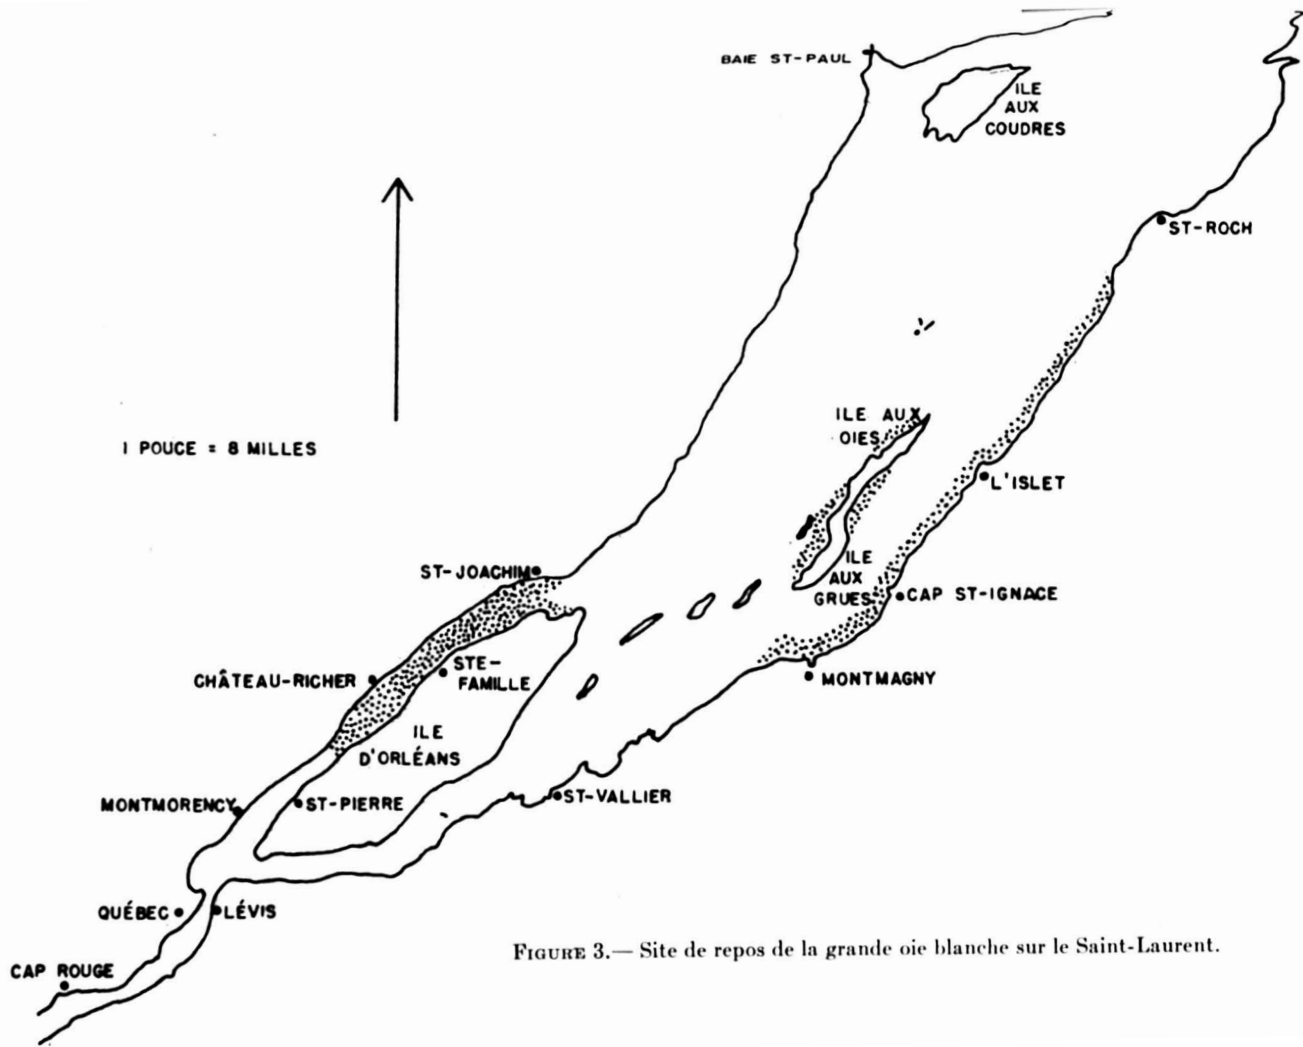 BAIE ST-PAUL
ILE
AUX
COUDRES
ST-ROCH
ILE AUX
OIES
1 POUCE = 8 MILLES
L'ISLET
ST-JOACHIM
ILE
AUX
GRUES
CAP ST-IGNACE
STE-
FAMILLE
CHÂTEAU-RICHER
MONTMAGNY
ILE
D'ORLÉANS
MONTMORENCY
ST-PIERRE
ST-VALLIER
QUÉBEC
LÉVIS
CAP ROUGE
FIGURE 3.— Site de repos de la grande oie blanche sur le Saint-Laurent.